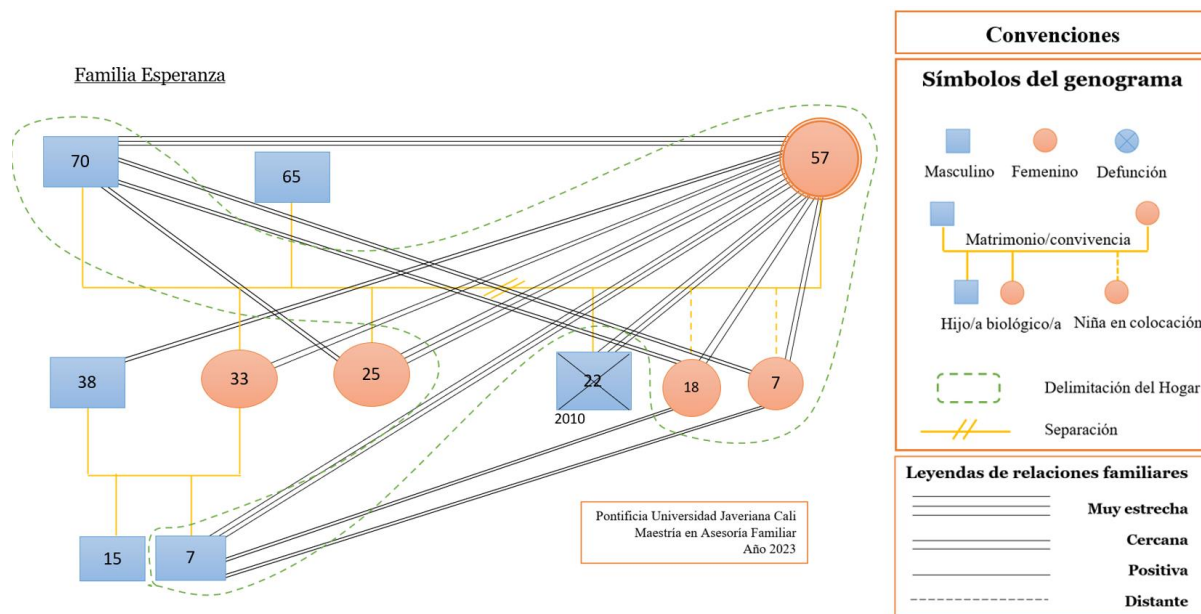 Familia Esperanza
70
65
57
38
33
25
22
2010
18
7
15
7
Pontificia Universidad Javeriana Cali
Maestría en Asesoría Familiar
Año 2023
Convenciones
Símbolos del genograma
Masculino Femenino Defunción
Matrimonio/convivencia
Hijo/a biológico/a Niña en colocación
Delimitación del Hogar
Separación
Leyendas de relaciones familiares
Muy estrecha
Cercana
Positiva
Distante